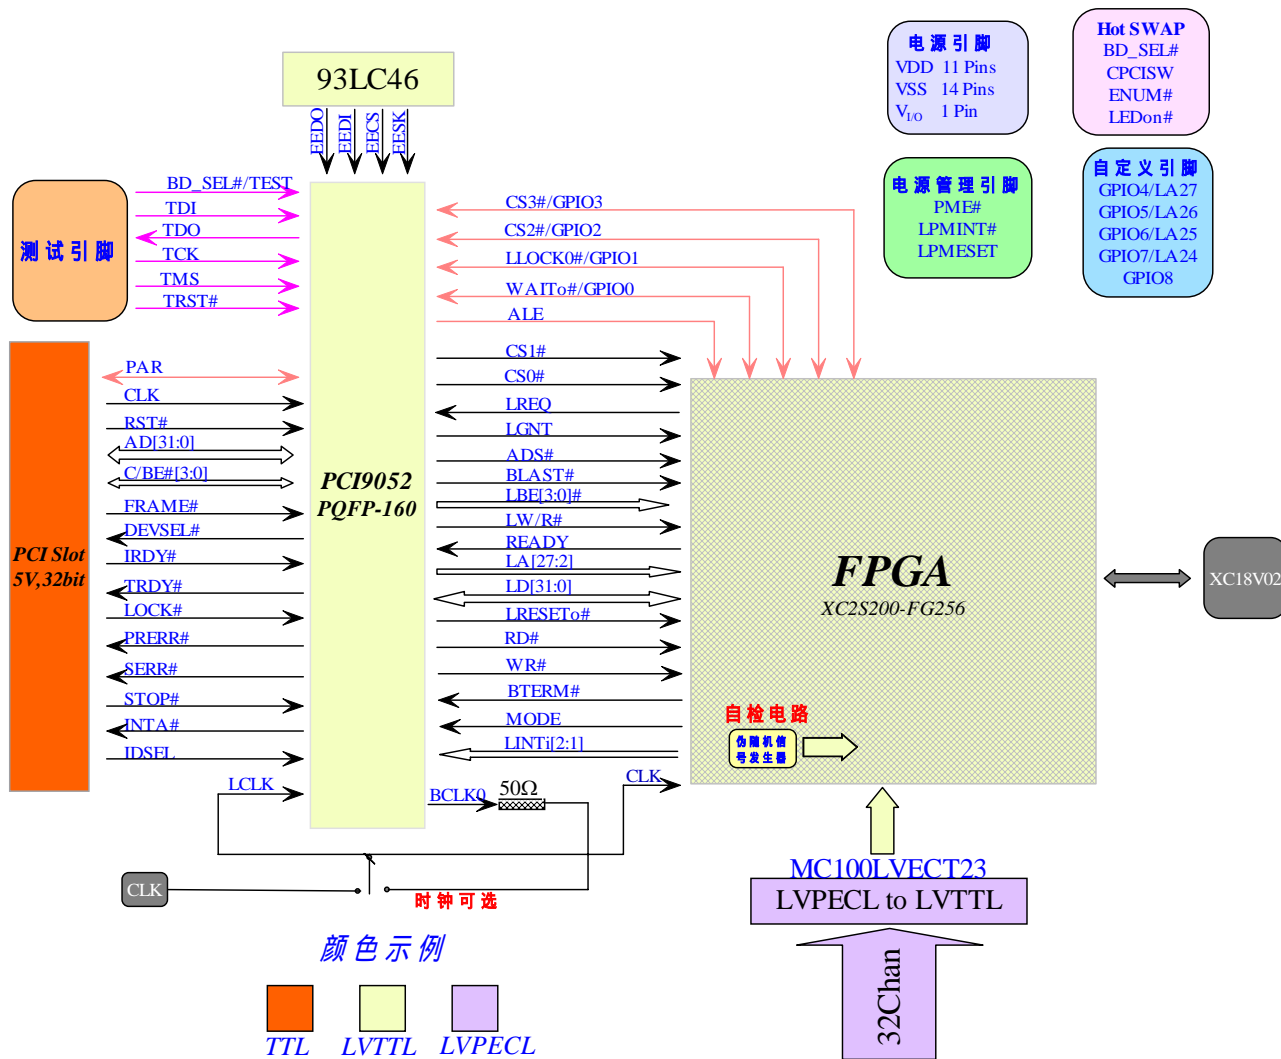 93LC46
EEDO
EEDI
EECS
EESK
电源引脚
VDD 11 Pins
VSS 14 Pins
VI/O 1 Pin
Hot SWAP
BD_SEL#
CPCISW
ENUM#
LEDon#
电源管理引脚
PME#
LPMINT#
LPMESET
自定义引脚
GPIO4/LA27
GPIO5/LA26
GPIO6/LA25
GPIO7/LA24
GPIO8
测试引脚
BD_SEL#/TEST
TDI
TDO
TCK
TMS
TRST#
CS3#/GPIO3
CS2#/GPIO2
LLOCK0#/GPIO1
WAITo#/GPIO0
ALE
PCI Slot
5V,32bit
PAR
CLK
RST#
AD[31:0]
C/BE#[3:0]
FRAME#
DEVSEL#
IRDY#
TRDY#
LOCK#
PRERR#
SERR#
STOP#
INTA#
IDSEL
LCLK
PCI9052
PQFP-160
CS1#
CS0#
LREQ
LGNT
ADS#
BLAST#
LBE[3:0]#
LW/R#
READY
LA[27:2]
LD[31:0]
LRESETo#
RD#
WR#
BTERM#
MODE
LINTi[2:1]
CLK
BCLK0
50Ω
FPGA
XC2S200-FG256
XC18V02
自检电路
伪随机信
号发生器
CLK
时钟可选
MC100LVECT23
LVPECL to LVTTL
32Chan
颜色示例
TTL
LVTTL
LVPECL